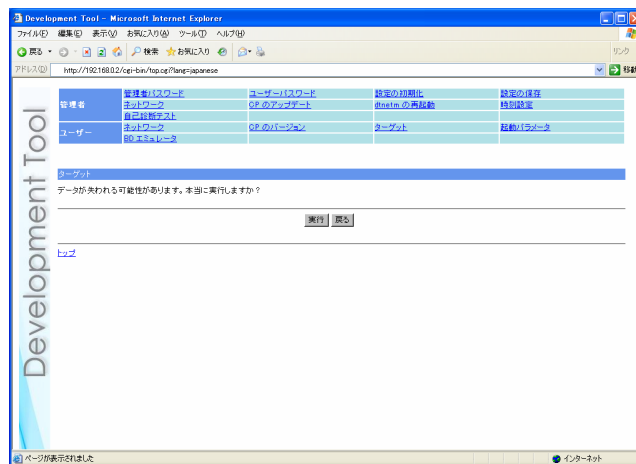 Development Tool - Microsoft Internet Explorer
ファイル(F) 編集(E) 表示(V) お気に入り(A) ツール(T) ヘルプ(H)
戻る 検索 お気に入り リンク
アドレス(D) http://192.168.0.2/cgi-bin/top.cgi?lang=japanese 移動
Development Tool
管理者 管理者パスワード ユーザーパスワード 設定の初期化 設定の保存
ネットワーク CP のアップデート dtnetm の再起動 時刻設定
自己診断テスト
ユーザー ネットワーク CP のバージョン ターゲット 起動パラメータ
BD エミュレータ
ターゲット
データが失われる可能性があります。本当に実行しますか？
実行 戻る
トップ
ページが表示されました インターネット